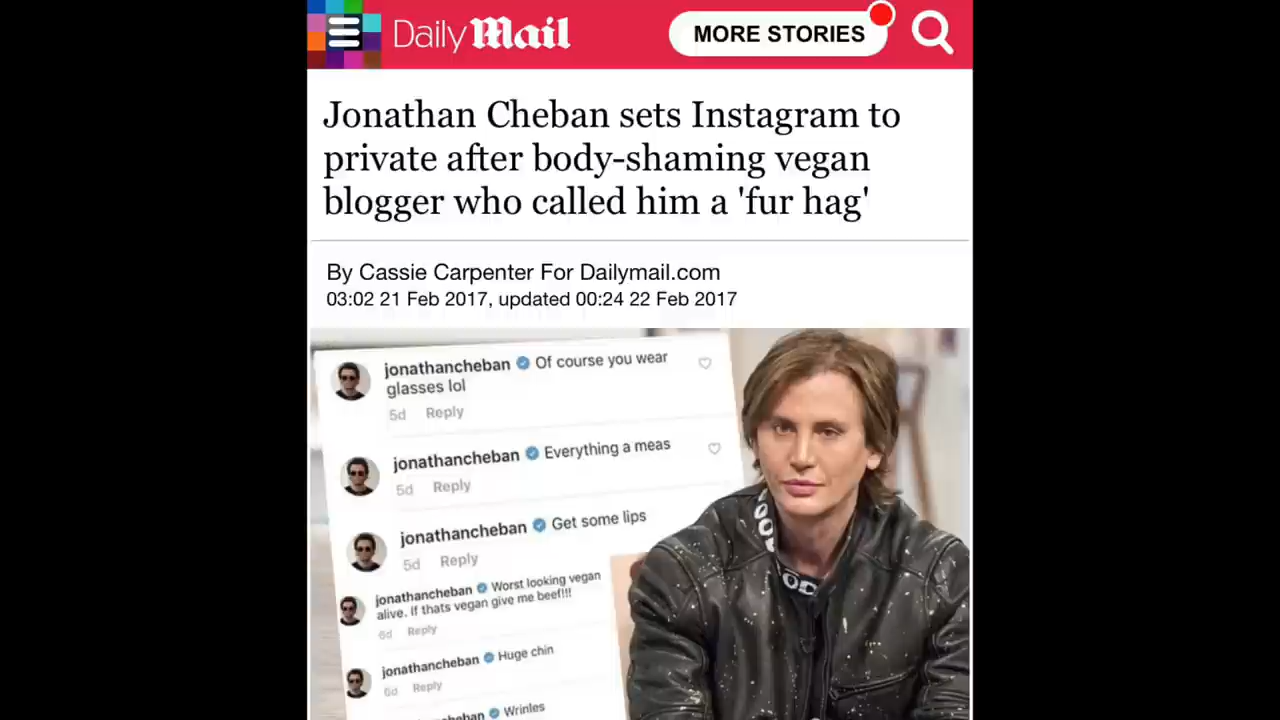 Daily Mail
MORE STORIES
Jonathan Cheban sets Instagram to
private after body-shaming vegan
blogger who called him a 'fur hag'
By Cassie Carpenter For Dailymail.com
03:02 21 Feb 2017, updated 00:24 22 Feb 2017
jonathancheban Of course you wear
glasses lol
5d Reply
jonathancheban Everything a meas
5d Reply
jonathancheban Get some lips
5d Reply
jonathancheban Worst looking vegan
alive. If thats vegan give me beef!!!
6d Reply
jonathancheban Huge chin
6d Reply
heban Wrinles